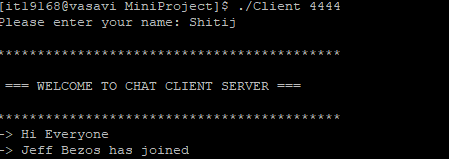 [it19168@vasavi MiniProject]$ ./Client 4444
Please enter your name: Shitij
*******************************************
=== WELCOME TO CHAT CLIENT SERVER ===
*******************************************
-> Hi Everyone
-> Jeff Bezos has joined